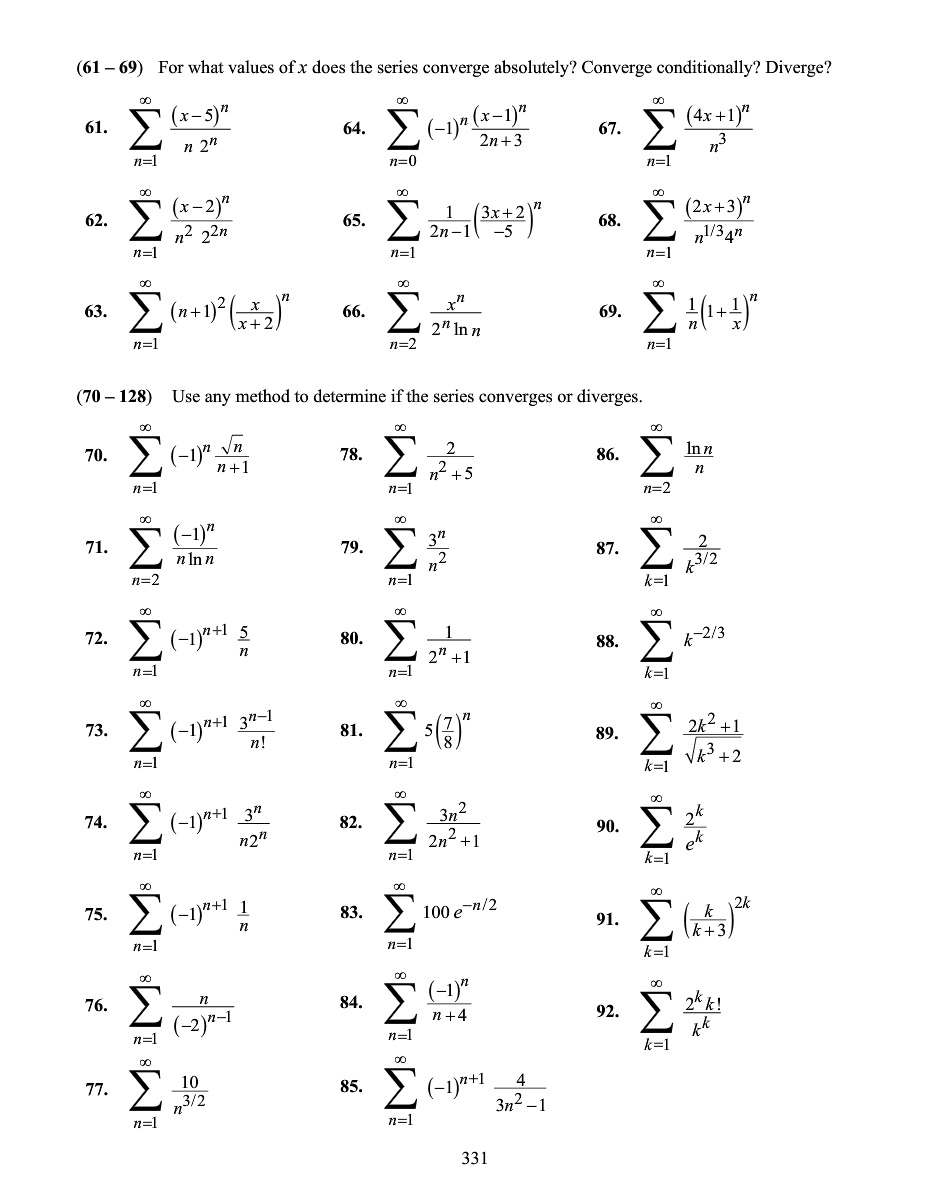 (61 – 69) For what values of x does the series converge absolutely? Converge conditionally? Diverge?
61. $\sum_{n=1}^{\infty} \frac{(x-5)^n}{n\,2^n}$
64. $\sum_{n=0}^{\infty} (-1)^n \frac{(x-1)^n}{2n+3}$
67. $\sum_{n=1}^{\infty} \frac{(4x+1)^n}{n^3}$
62. $\sum_{n=1}^{\infty} \frac{(x-2)^n}{n^2\,2^{2n}}$
65. $\sum_{n=1}^{\infty} \frac{1}{2n-1}\left(\frac{3x+2}{-5}\right)^n$
68. $\sum_{n=1}^{\infty} \frac{(2x+3)^n}{n^{1/3}4^n}$
63. $\sum_{n=1}^{\infty} (n+1)^2\left(\frac{x}{x+2}\right)^n$
66. $\sum_{n=2}^{\infty} \frac{x^n}{2^n \ln n}$
69. $\sum_{n=1}^{\infty} \frac{1}{n}\left(1+\frac{1}{x}\right)^n$
(70 – 128) Use any method to determine if the series converges or diverges.
70. $\sum_{n=1}^{\infty} (-1)^n \frac{\sqrt{n}}{n+1}$
78. $\sum_{n=1}^{\infty} \frac{2}{n^2+5}$
86. $\sum_{n=2}^{\infty} \frac{\ln n}{n}$
71. $\sum_{n=2}^{\infty} \frac{(-1)^n}{n \ln n}$
79. $\sum_{n=1}^{\infty} \frac{3^n}{n^2}$
87. $\sum_{k=1}^{\infty} \frac{2}{k^{3/2}}$
72. $\sum_{n=1}^{\infty} (-1)^{n+1} \frac{5}{n}$
80. $\sum_{n=1}^{\infty} \frac{1}{2^n+1}$
88. $\sum_{k=1}^{\infty} k^{-2/3}$
73. $\sum_{n=1}^{\infty} (-1)^{n+1} \frac{3^{n-1}}{n!}$
81. $\sum_{n=1}^{\infty} 5\left(\frac{7}{8}\right)^n$
89. $\sum_{k=1}^{\infty} \frac{2k^2+1}{\sqrt{k^3+2}}$
74. $\sum_{n=1}^{\infty} (-1)^{n+1} \frac{3^n}{n2^n}$
82. $\sum_{n=1}^{\infty} \frac{3n^2}{2n^2+1}$
90. $\sum_{k=1}^{\infty} \frac{2^k}{e^k}$
75. $\sum_{n=1}^{\infty} (-1)^{n+1} \frac{1}{n}$
83. $\sum_{n=1}^{\infty} 100\,e^{-n/2}$
91. $\sum_{k=1}^{\infty} \left(\frac{k}{k+3}\right)^{2k}$
76. $\sum_{n=1}^{\infty} \frac{n}{(-2)^{n-1}}$
84. $\sum_{n=1}^{\infty} \frac{(-1)^n}{n+4}$
92. $\sum_{k=1}^{\infty} \frac{2^k k!}{k^k}$
77. $\sum_{n=1}^{\infty} \frac{10}{n^{3/2}}$
85. $\sum_{n=1}^{\infty} (-1)^{n+1} \frac{4}{3n^2-1}$
331